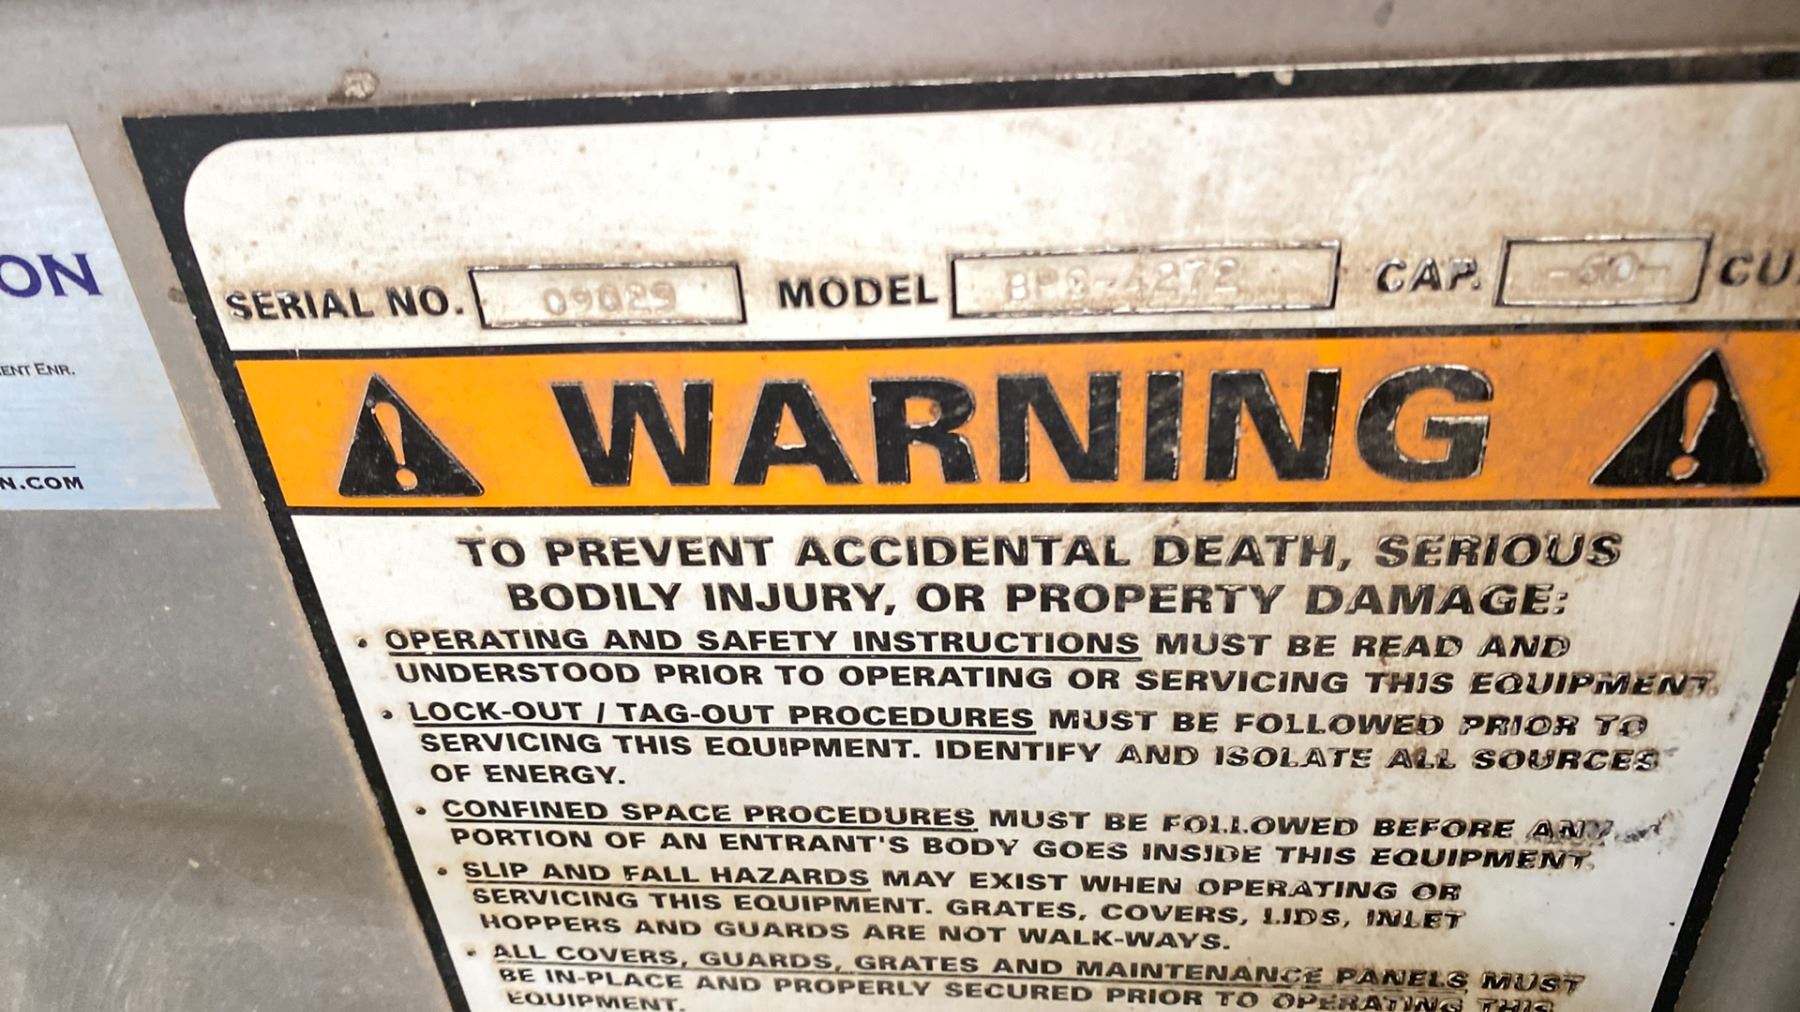 ON
ENT ENR.
N.COM
SERIAL NO. 09029 MODEL CAP. -60- CU.
WARNING
TO PREVENT ACCIDENTAL DEATH, SERIOUS
BODILY INJURY, OR PROPERTY DAMAGE:
• OPERATING AND SAFETY INSTRUCTIONS MUST BE READ AND
UNDERSTOOD PRIOR TO OPERATING OR SERVICING THIS EQUIPMENT.
• LOCK-OUT / TAG-OUT PROCEDURES MUST BE FOLLOWED PRIOR TO
SERVICING THIS EQUIPMENT. IDENTIFY AND ISOLATE ALL SOURCES
OF ENERGY.
• CONFINED SPACE PROCEDURES MUST BE FOLLOWED BEFORE ANY
PORTION OF AN ENTRANT'S BODY GOES INSIDE THIS EQUIPMENT.
• SLIP AND FALL HAZARDS MAY EXIST WHEN OPERATING OR
SERVICING THIS EQUIPMENT. GRATES, COVERS, LIDS, INLET
HOPPERS AND GUARDS ARE NOT WALK-WAYS.
• ALL COVERS, GUARDS, GRATES AND MAINTENANCE PANELS MUST
BE IN-PLACE AND PROPERLY SECURED PRIOR TO OPERATING THIS
EQUIPMENT.